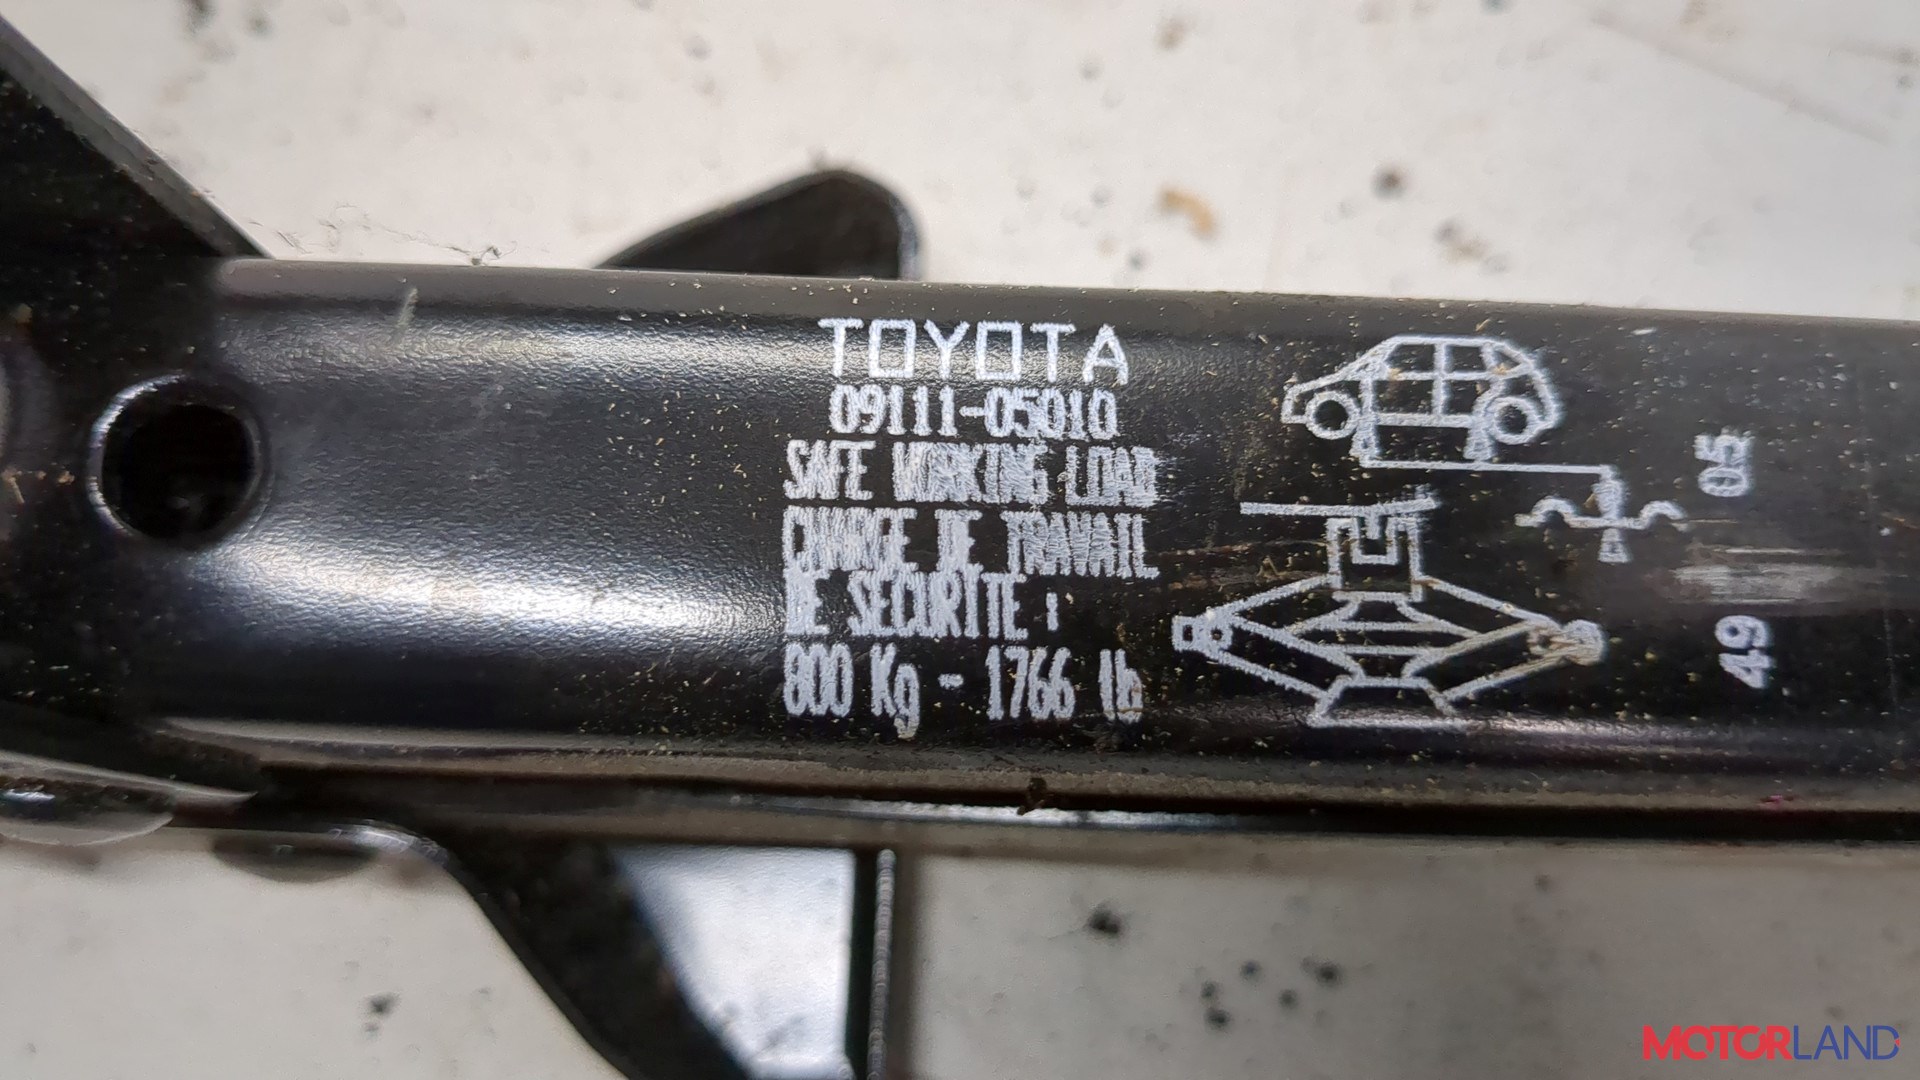 TOYOTA
09111-05010
SAFE WORKING LOAD
CHARGE DE TRAVAIL
DE SECURITE :
800 Kg - 1766 lb
05
49
MOTORLAND